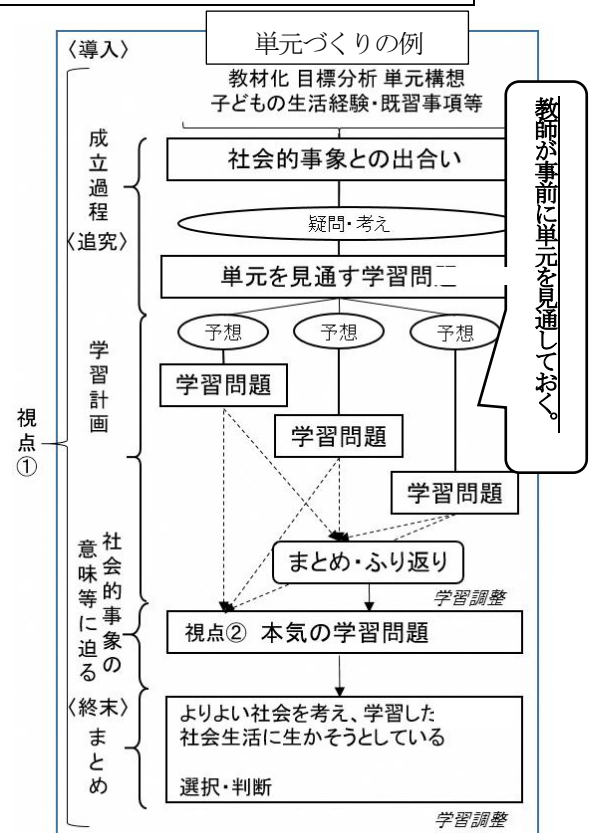 単元づくりの例
〈導入〉
教材化 目標分析 単元構想
子どもの生活経験・既習事項等
教師が事前に単元を見通しておく。
成立過程
社会的事象との出合い
疑問・考え
〈追究〉
単元を見通す学習問
予想
予想
予想
学習計画
学習問題
学習問題
学習問題
視点①
まとめ・ふり返り
学習調整
社会的事象の
意味等に迫る
視点② 本気の学習問題
〈終末〉
まとめ
よりよい社会を考え、学習した
社会生活に生かそうとしている
選択・判断
学習調整